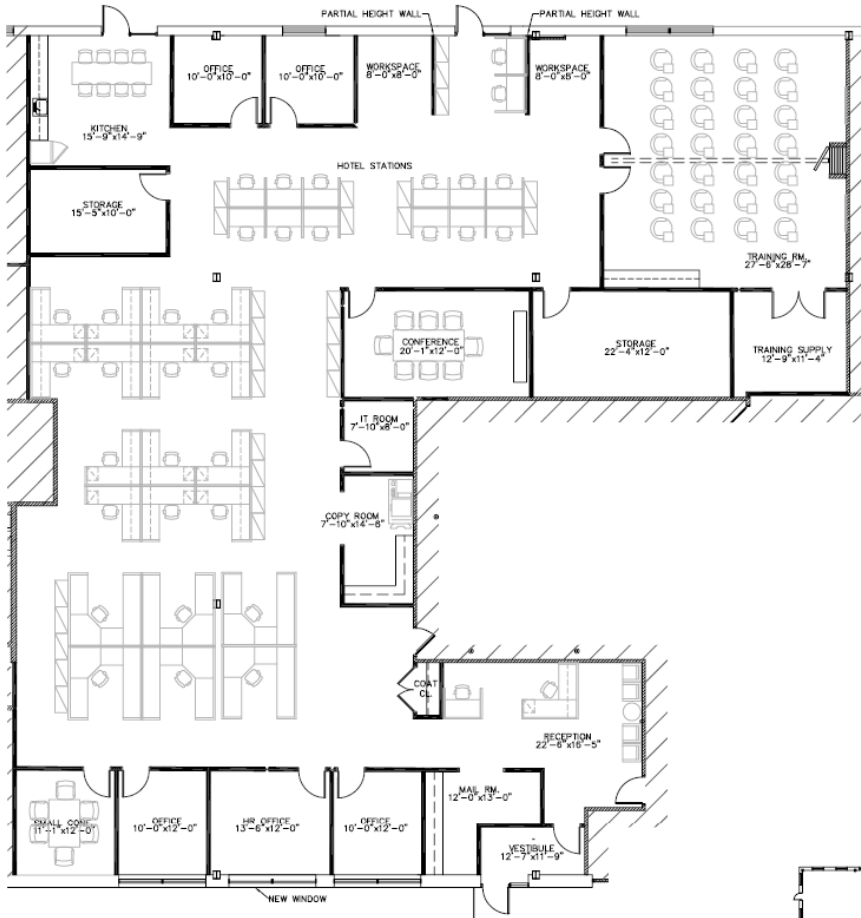 PARTIAL HEIGHT WALL
PARTIAL HEIGHT WALL
OFFICE
10'-0"x10'-0"
OFFICE
10'-0"x10'-0"
WORKSPACE
8'-0"x8'-0"
WORKSPACE
8'-0"x8'-0"
KITCHEN
15'-9"x14'-9"
HOTEL STATIONS
STORAGE
15'-5"x10'-0"
TRAINING RM.
27'-6"x28'-7"
CONFERENCE
20'-1"x12'-0"
STORAGE
22'-4"x12'-0"
TRAINING SUPPLY
12'-9"x11'-4"
IT ROOM
7'-10"x8'-0"
COPY ROOM
7'-10"x14'-8"
COAT
CL.
RECEPTION
22'-6"x16'-5"
MAIL RM.
12'-0"x13'-0"
SMALL CONF.
11'-1"x12'-0"
OFFICE
10'-0"x12'-0"
HR OFFICE
13'-6"x12'-0"
OFFICE
10'-0"x12'-0"
VESTIBULE
12'-7"x11'-9"
NEW WINDOW